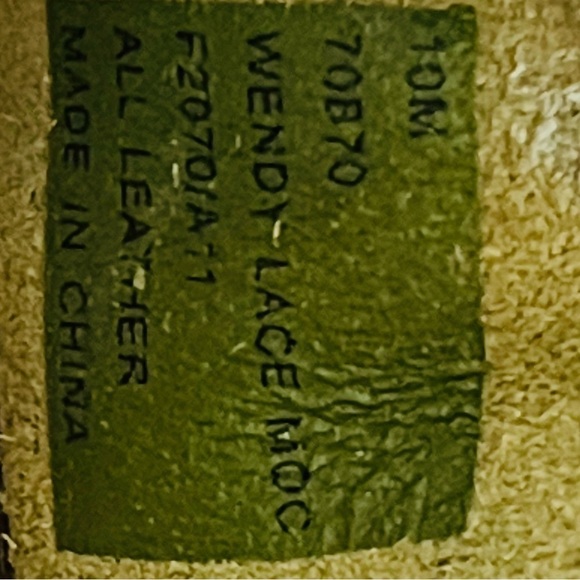 10M
70B70
WENDY LACE MOC
F2070/A11
ALL LEATHER
MADE IN CHINA